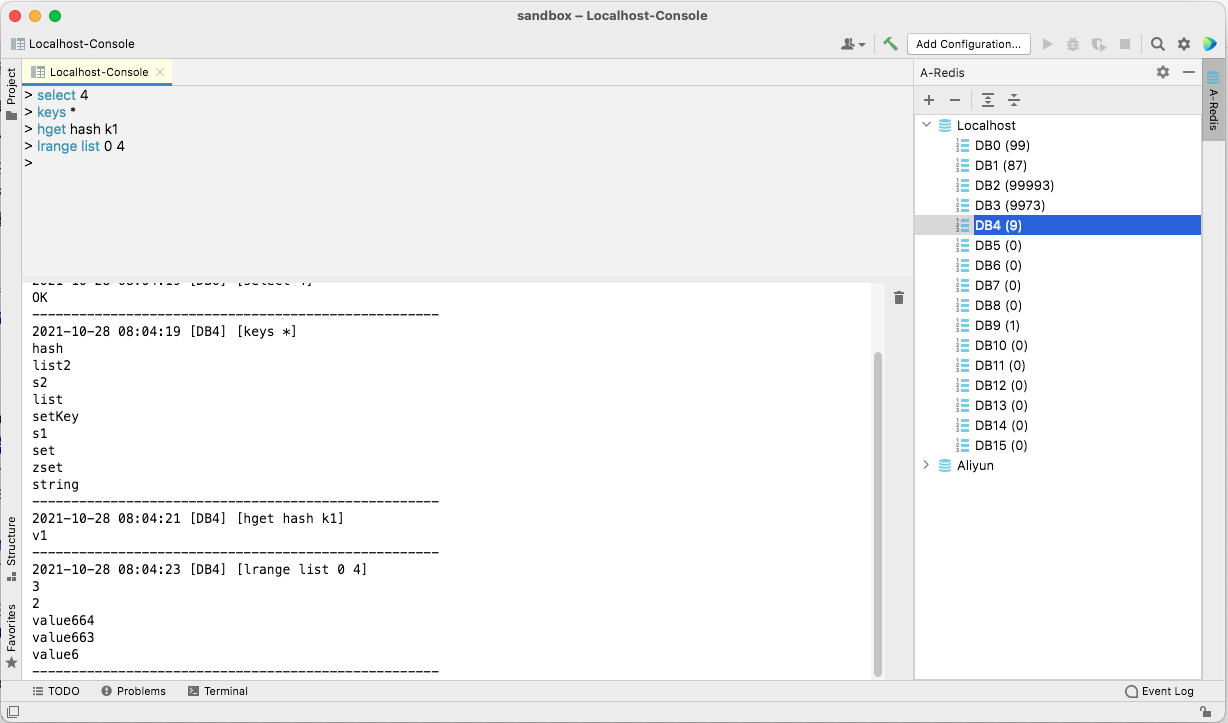 sandbox – Localhost-Console
Localhost-Console
Add Configuration...
Project
Localhost-Console
> select 4
> keys *
> hget hash k1
> lrange list 0 4
>
OK
----------------------------------------------------
2021-10-28 08:04:19 [DB4] [keys *]
hash
list2
s2
list
setKey
s1
set
zset
string
----------------------------------------------------
2021-10-28 08:04:21 [DB4] [hget hash k1]
v1
----------------------------------------------------
2021-10-28 08:04:23 [DB4] [lrange list 0 4]
3
2
value664
value663
value6
----------------------------------------------------
A-Redis
Localhost
DB0 (99)
DB1 (87)
DB2 (99993)
DB3 (9973)
DB4 (9)
DB5 (0)
DB6 (0)
DB7 (0)
DB8 (0)
DB9 (1)
DB10 (0)
DB11 (0)
DB12 (0)
DB13 (0)
DB14 (0)
DB15 (0)
Aliyun
A-Redis
Structure
Favorites
TODO
Problems
Terminal
Event Log